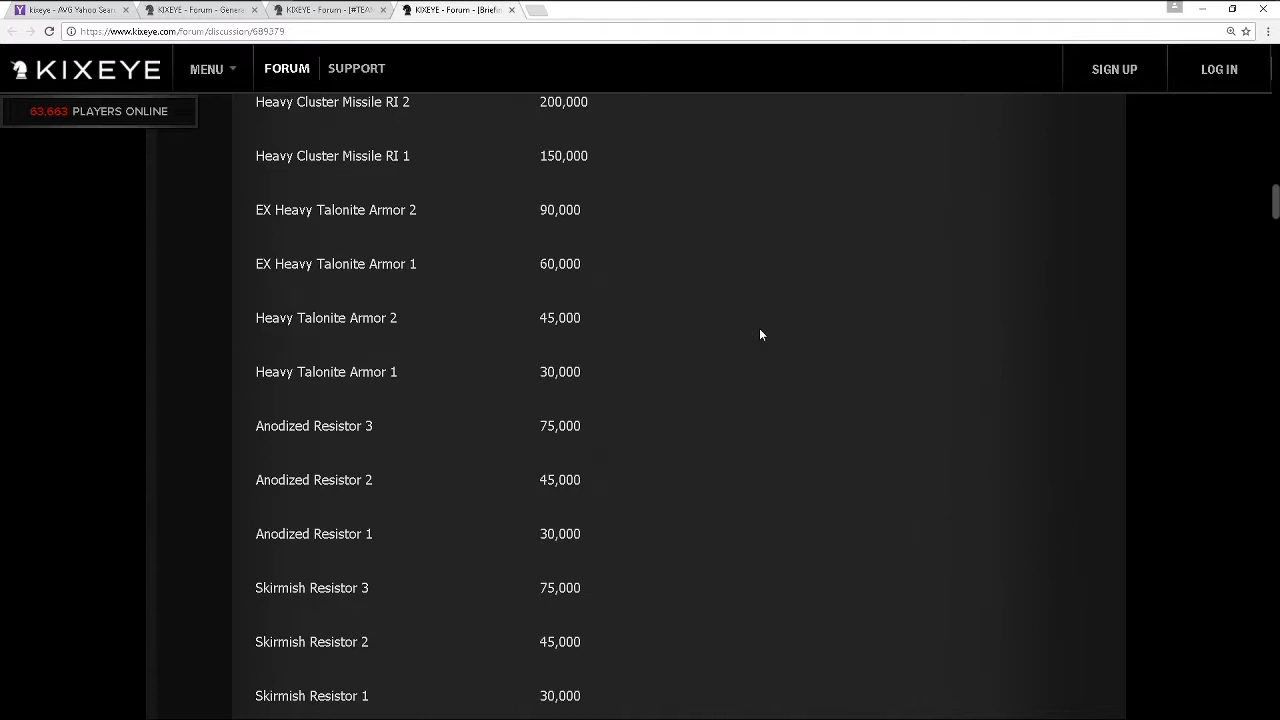 kixeye - AVG Yahoo Sear
KIXEYE - Forum - Genera
KIXEYE - Forum - [#TEAM
KIXEYE - Forum - [Briefin
https://www.kixeye.com/forum/discussion/689379
KIXEYE MENU FORUM SUPPORT SIGN UP LOG IN
63,663 PLAYERS ONLINE
Heavy Cluster Missile RI 2 200,000
Heavy Cluster Missile RI 1 150,000
EX Heavy Talonite Armor 2 90,000
EX Heavy Talonite Armor 1 60,000
Heavy Talonite Armor 2 45,000
Heavy Talonite Armor 1 30,000
Anodized Resistor 3 75,000
Anodized Resistor 2 45,000
Anodized Resistor 1 30,000
Skirmish Resistor 3 75,000
Skirmish Resistor 2 45,000
Skirmish Resistor 1 30,000